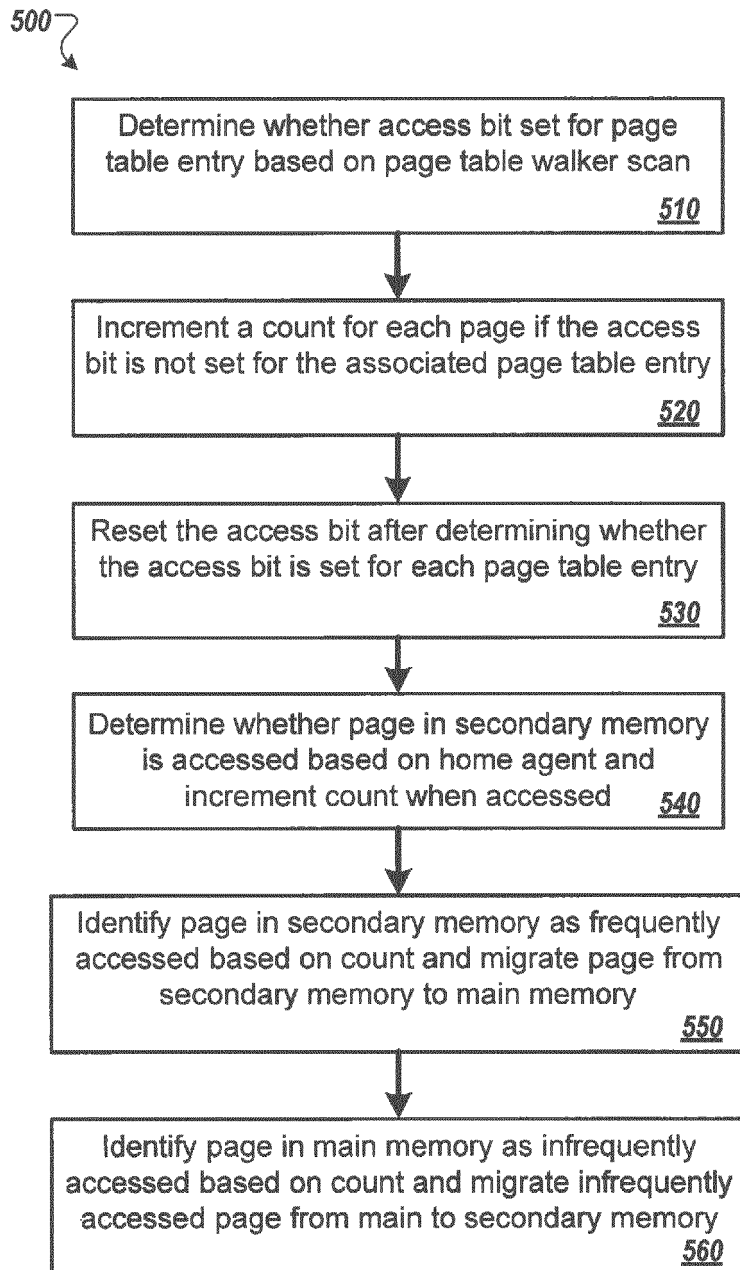 500
Determine whether access bit set for page
table entry based on page table walker scan
510
Increment a count for each page if the access
bit is not set for the associated page table entry
520
Reset the access bit after determining whether
the access bit is set for each page table entry
530
Determine whether page in secondary memory
is accessed based on home agent and
increment count when accessed
540
Identify page in secondary memory as frequently
accessed based on count and migrate page from
secondary memory to main memory
550
Identify page in main memory as infrequently
accessed based on count and migrate infrequently
accessed page from main to secondary memory
560